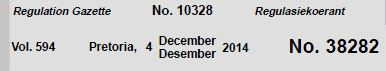 Regulation Gazette No. 10328 Regulasiekoerant
Vol. 594 Pretoria, 4 December Desember 2014 No. 38282